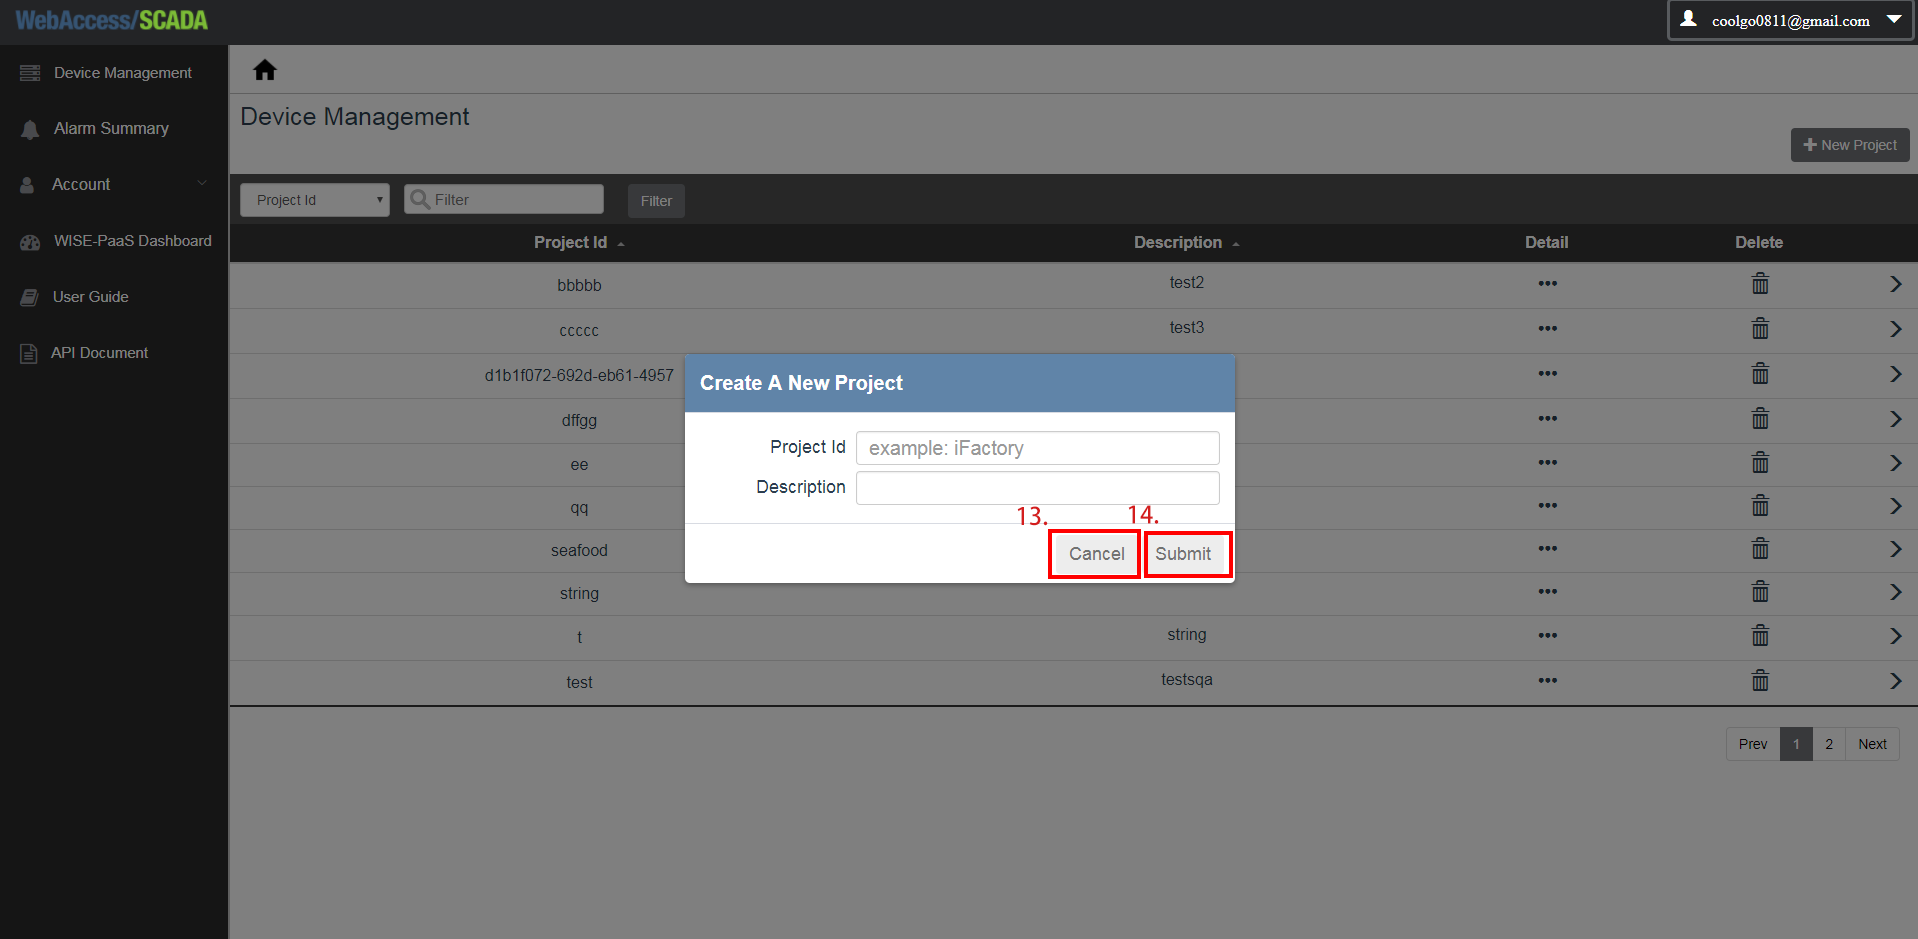 WebAccess/SCADA
coolgo0811@gmail.com
Device Management
Alarm Summary
Account
WISE-PaaS Dashboard
User Guide
API Document
Device Management
New Project
Project Id
Filter
Filter
Project Id Description Detail Delete
bbbbb test2
ccccc test3
d1b1f072-692d-eb61-4957
dffgg
ee
qq
seafood
string
t string
test testsqa
Create A New Project
Project Id example: iFactory
Description
13. 14.
Cancel Submit
Prev 1 2 Next